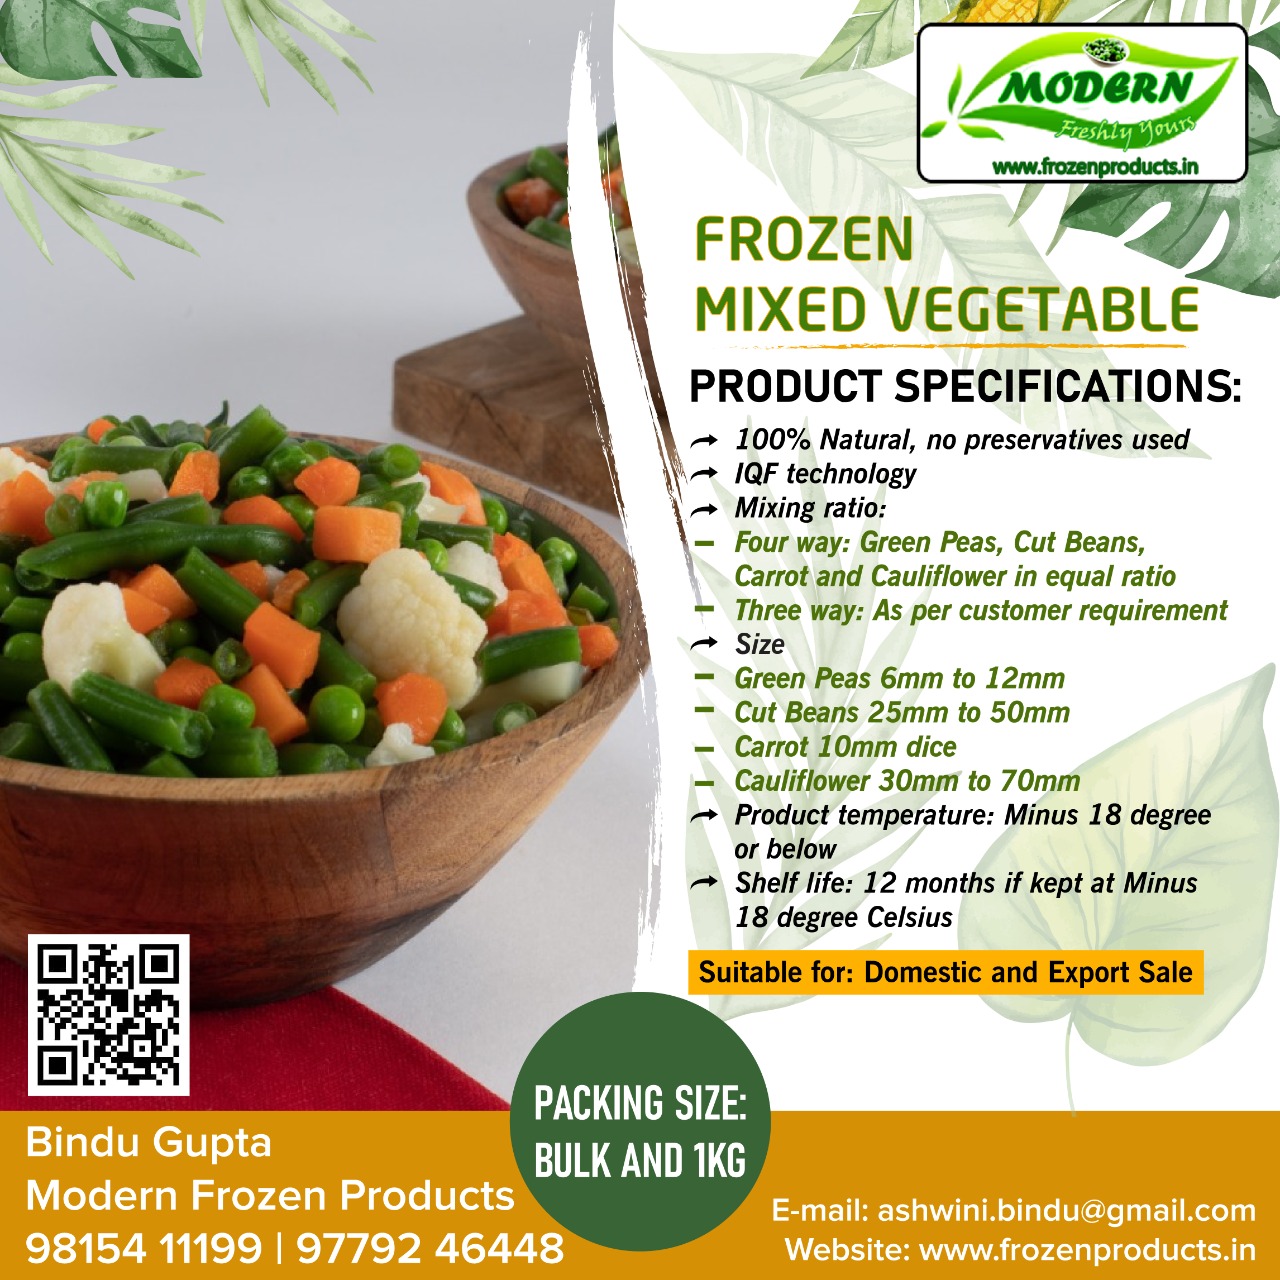 MODERN
Freshly Yours
www.frozenproducts.in
FROZEN
MIXED VEGETABLE
PRODUCT SPECIFICATIONS:
100% Natural, no preservatives used
IQF technology
Mixing ratio:
– Four way: Green Peas, Cut Beans,
Carrot and Cauliflower in equal ratio
– Three way: As per customer requirement
Size
– Green Peas 6mm to 12mm
– Cut Beans 25mm to 50mm
– Carrot 10mm dice
– Cauliflower 30mm to 70mm
Product temperature: Minus 18 degree
or below
Shelf life: 12 months if kept at Minus
18 degree Celsius
Suitable for: Domestic and Export Sale
PACKING SIZE:
BULK AND 1KG
Bindu Gupta
Modern Frozen Products
98154 11199 | 97792 46448
E-mail: ashwini.bindu@gmail.com
Website: www.frozenproducts.in